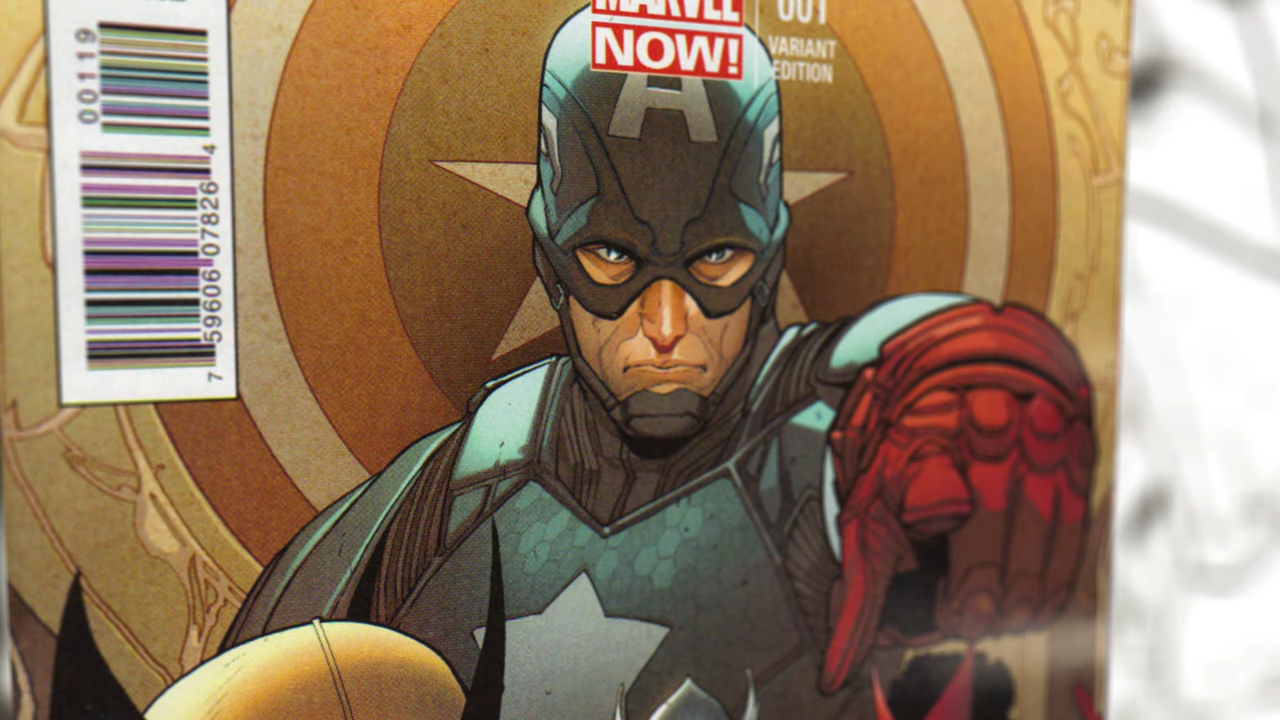 MARVEL
NOW!
001
VARIANT
EDITION
A
00119
7 59606 07826 4